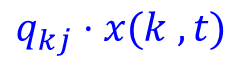 q_{kj} · x(k ,t)